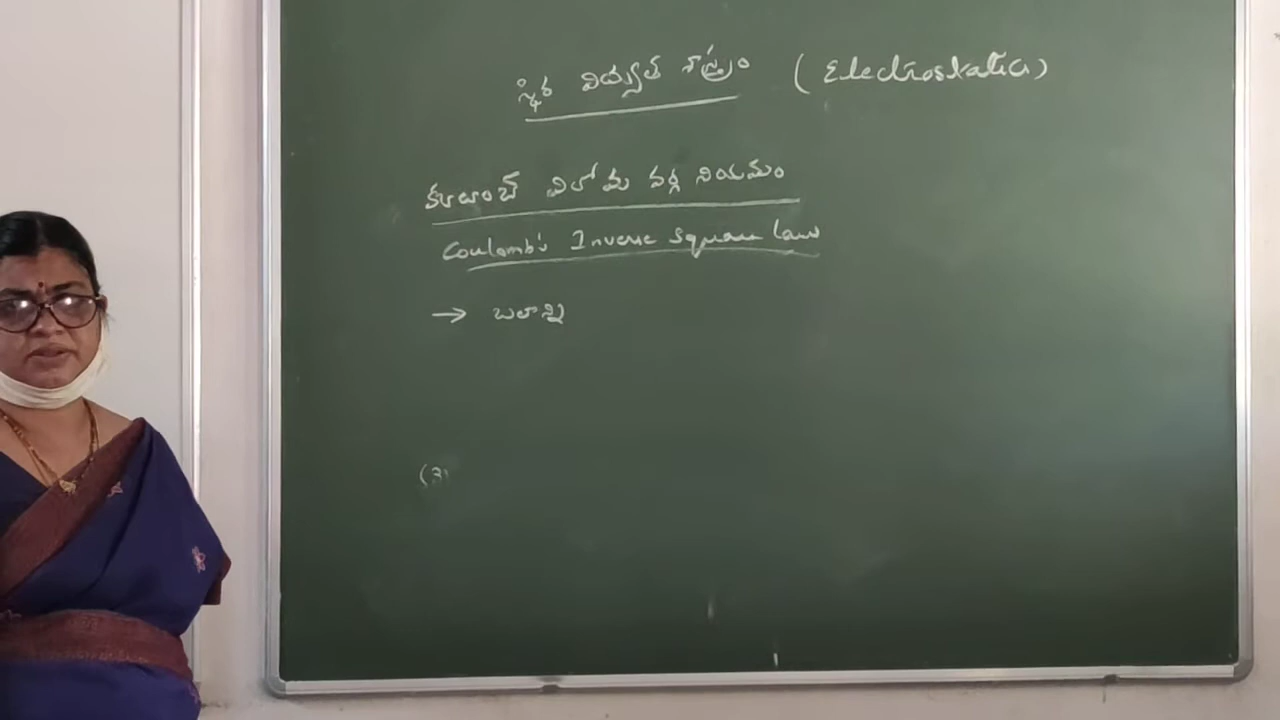 స్థిర విద్యుత శాస్త్రం (Electrostatics)
కూలుంబ్ విలోమ వర్గ నియమం
Coulomb's Inverse Square Law
→ బలాన్ని